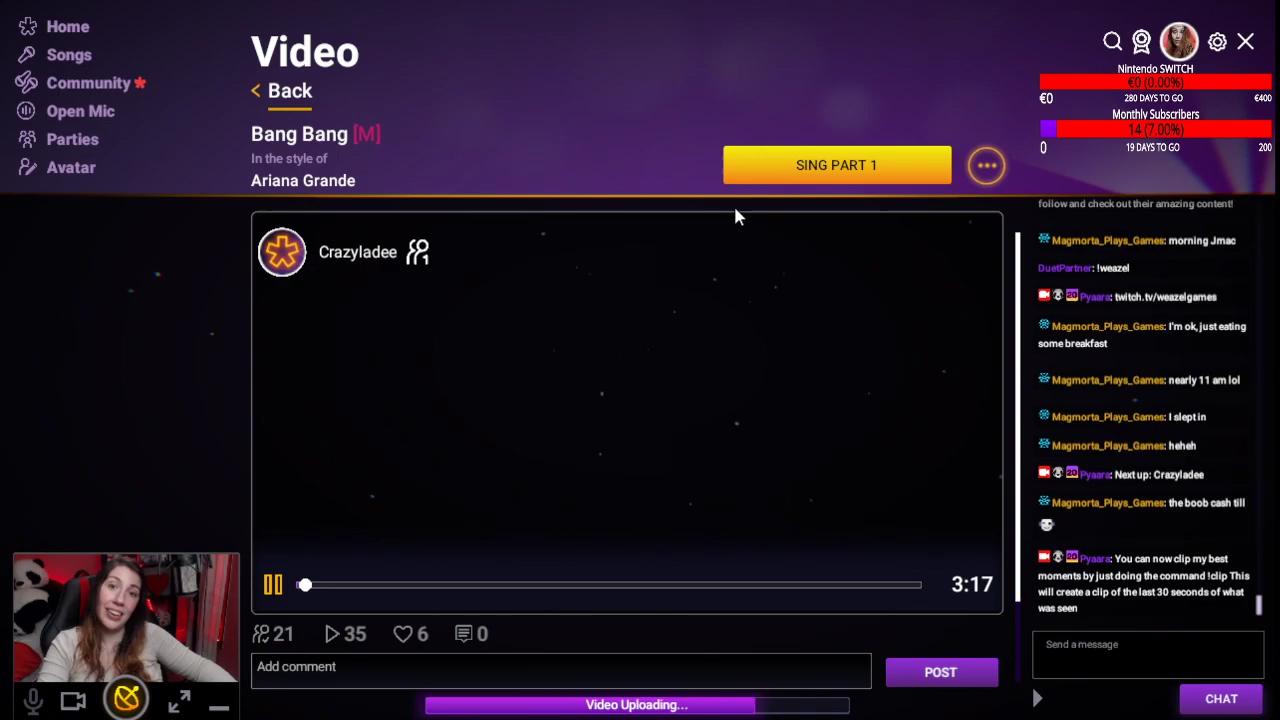 Home
Songs
Community
Open Mic
Parties
Avatar
Video
Back
Bang Bang [M]
In the style of
Ariana Grande
SING PART 1
Nintendo SWITCH
€0 (0.00%)
€0 280 DAYS TO GO €400
Monthly Subscribers
14 (7.00%)
0 19 DAYS TO GO 200
Crazyladee
3:17
21 35 6 0
Add comment
POST
Video Uploading...
follow and check out their amazing content!
Magmorta_Plays_Games: morning Jmac
DuetPartner: !weazel
20 Pyaara: twitch.tv/weazelgames
Magmorta_Plays_Games: I'm ok, just eating
some breakfast
Magmorta_Plays_Games: nearly 11 am lol
Magmorta_Plays_Games: I slept in
Magmorta_Plays_Games: heheh
20 Pyaara: Next up: Crazyladee
Magmorta_Plays_Games: the boob cash till
20 Pyaara: You can now clip my best
moments by just doing the command !clip This
will create a clip of the last 30 seconds of what
was seen
Send a message
CHAT